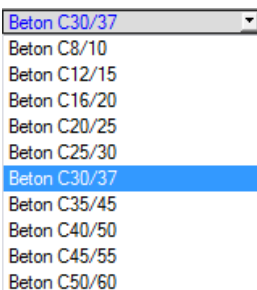 Beton C30/37
Beton C8/10
Beton C12/15
Beton C16/20
Beton C20/25
Beton C25/30
Beton C30/37
Beton C35/45
Beton C40/50
Beton C45/55
Beton C50/60